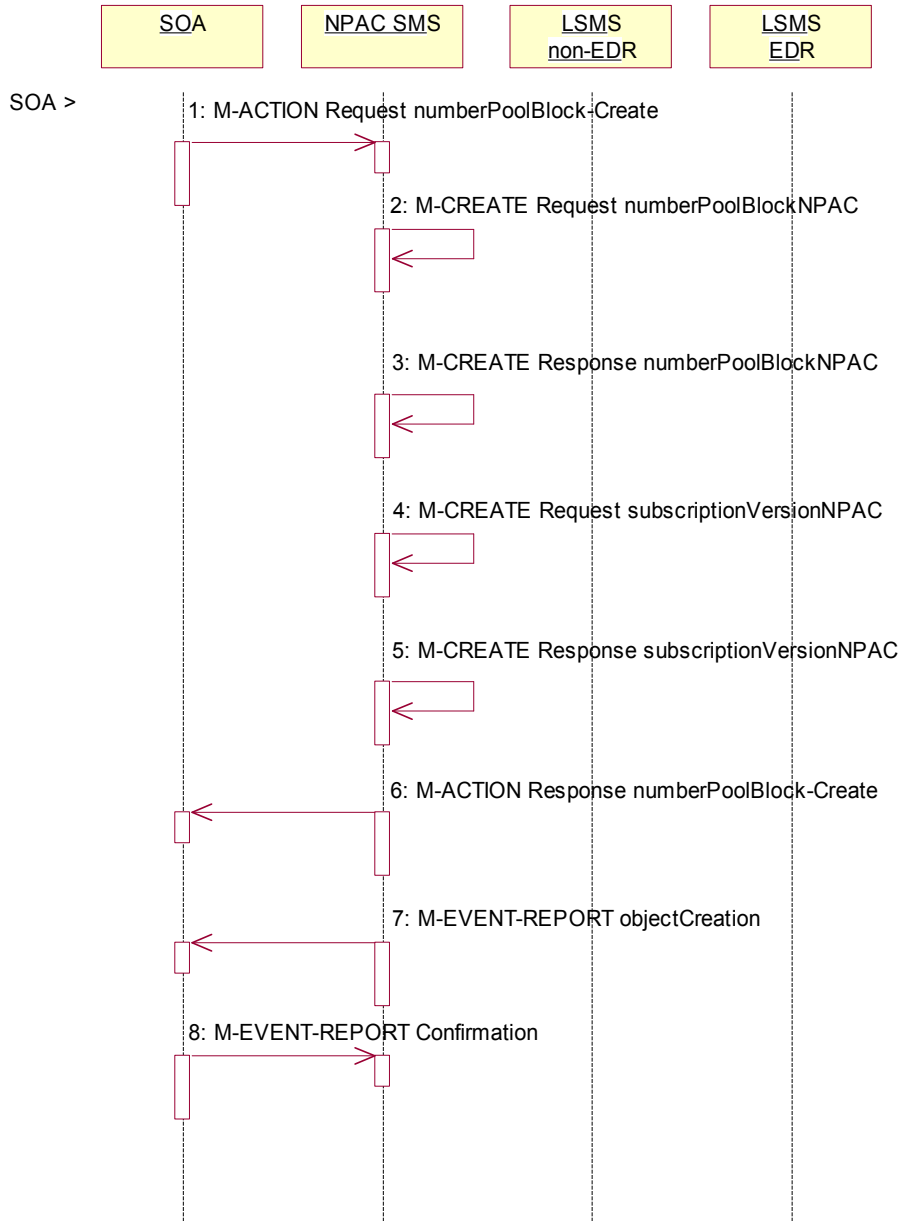 SOA
NPAC SMS
LSMS
non-EDR
LSMS
EDR
SOA >
1: M-ACTION Request numberPoolBlock-Create
2: M-CREATE Request numberPoolBlockNPAC
3: M-CREATE Response numberPoolBlockNPAC
4: M-CREATE Request subscriptionVersionNPAC
5: M-CREATE Response subscriptionVersionNPAC
6: M-ACTION Response numberPoolBlock-Create
7: M-EVENT-REPORT objectCreation
8: M-EVENT-REPORT Confirmation